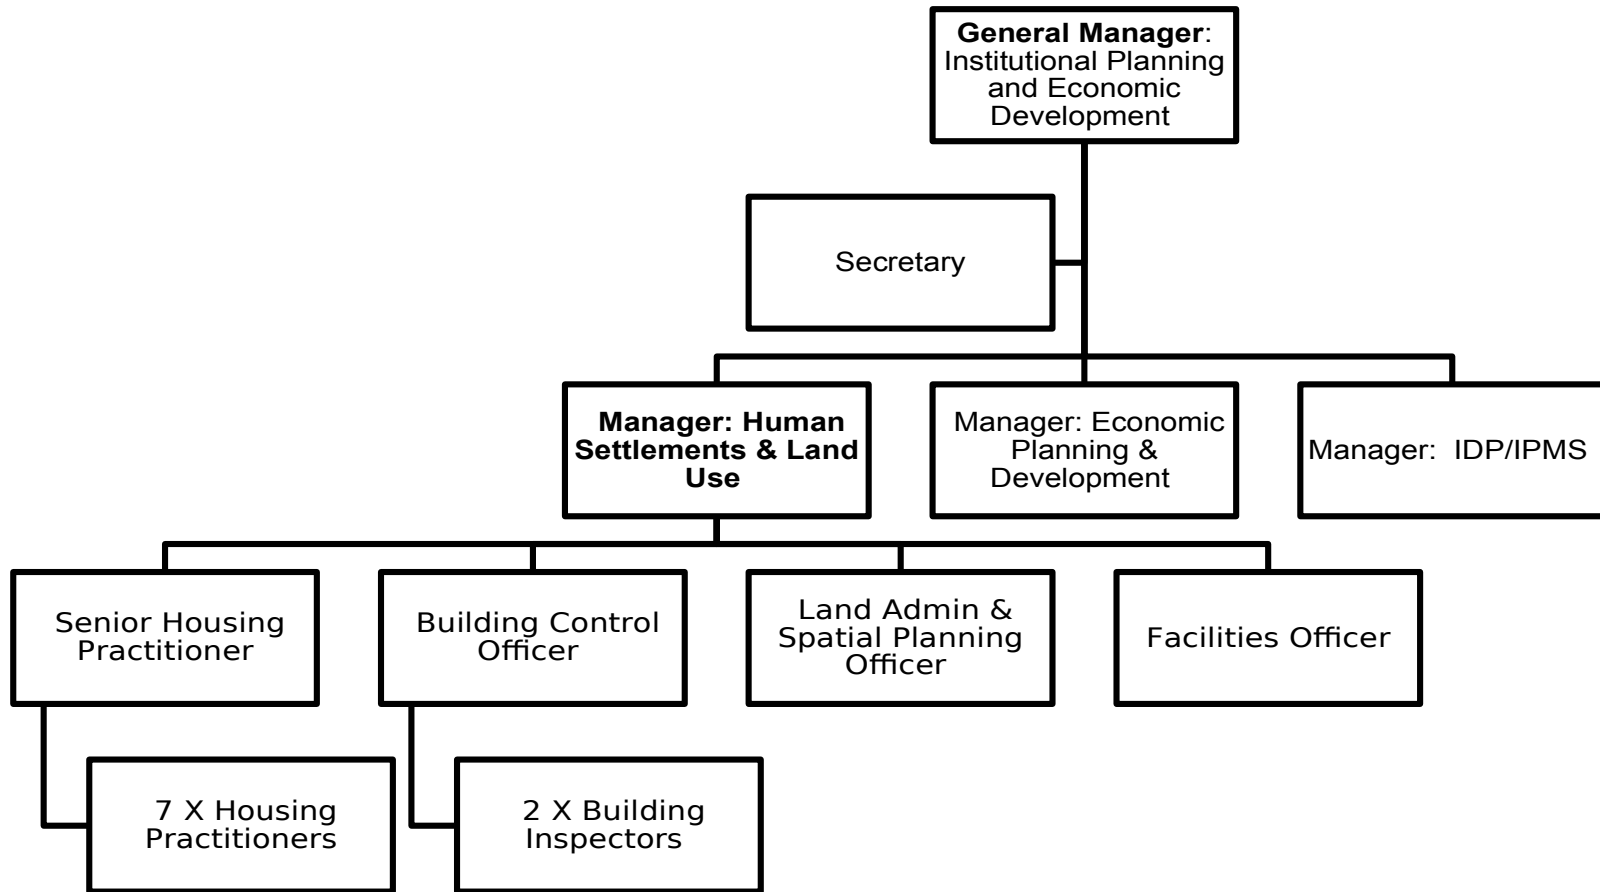 General Manager:
Institutional Planning
and Economic
Development
Secretary
Manager: Human
Settlements & Land
Use
Manager: Economic
Planning &
Development
Manager:  IDP/IPMS
Senior Housing
Practitioner
Building Control
Officer
Land Admin &
Spatial Planning
Officer
Facilities Officer
7 X Housing
Practitioners
2 X Building
Inspectors